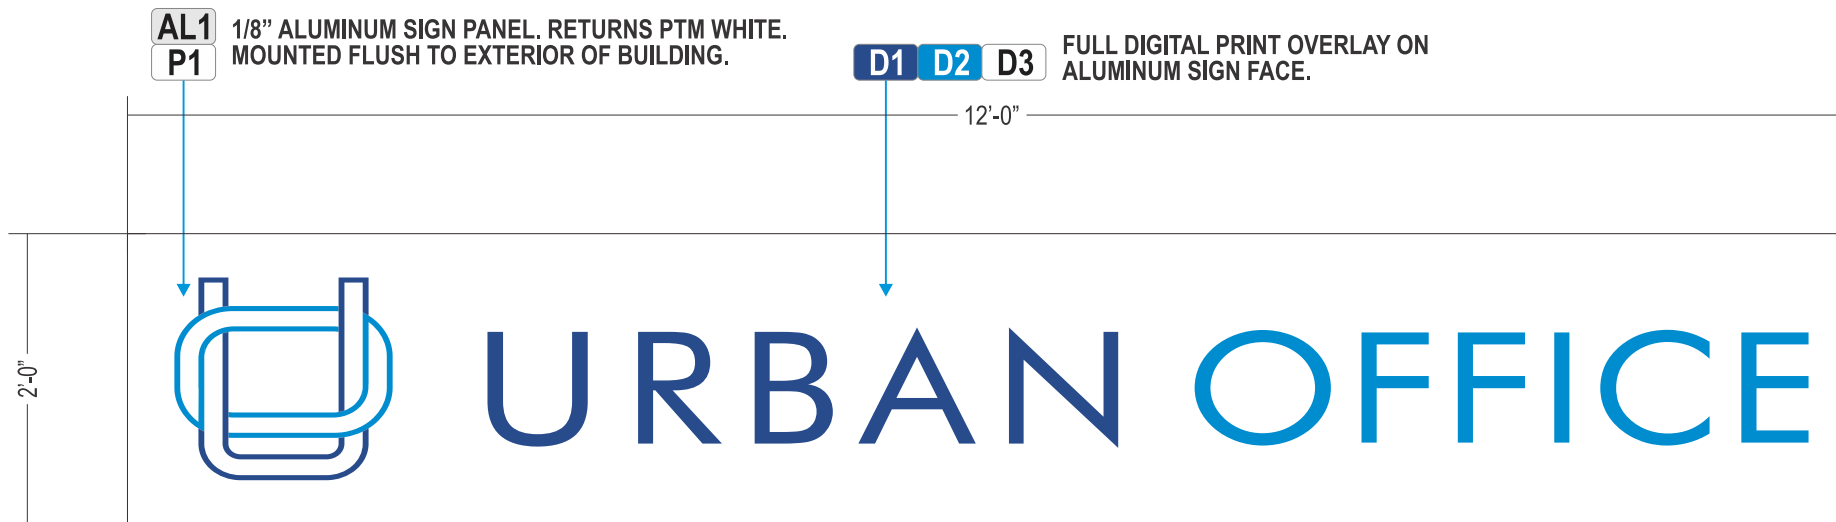 AL1
P1
1/8” ALUMINUM SIGN PANEL. RETURNS PTM WHITE.
MOUNTED FLUSH TO EXTERIOR OF BUILDING.
D1 D2 D3
FULL DIGITAL PRINT OVERLAY ON
ALUMINUM SIGN FACE.
12’-0”
2’-0”
URBAN OFFICE